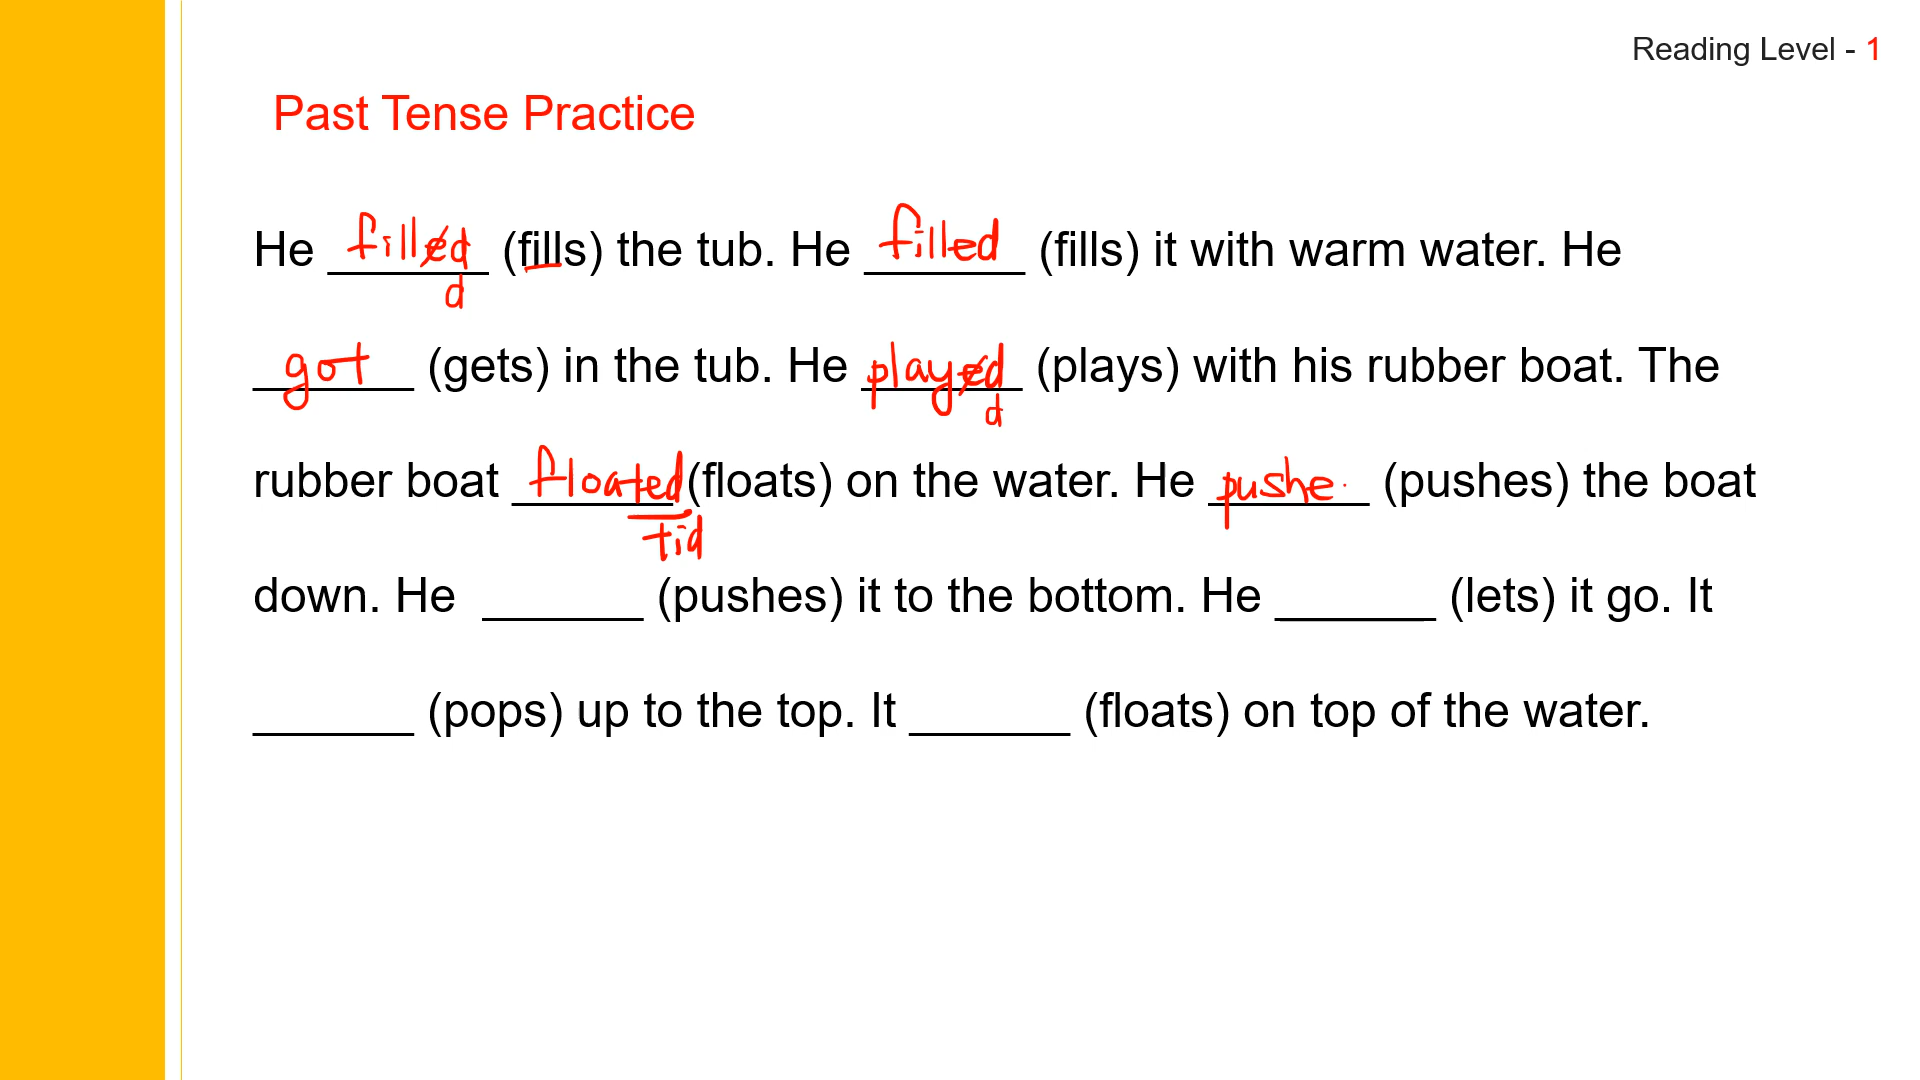 Reading Level - 1
Past Tense Practice
He filled (fills) the tub. He filled (fills) it with warm water. He
d
got (gets) in the tub. He played (plays) with his rubber boat. The
d
rubber boat floated (floats) on the water. He pushe (pushes) the boat
tid
down. He _______ (pushes) it to the bottom. He _______ (lets) it go. It
_______ (pops) up to the top. It _______ (floats) on top of the water.